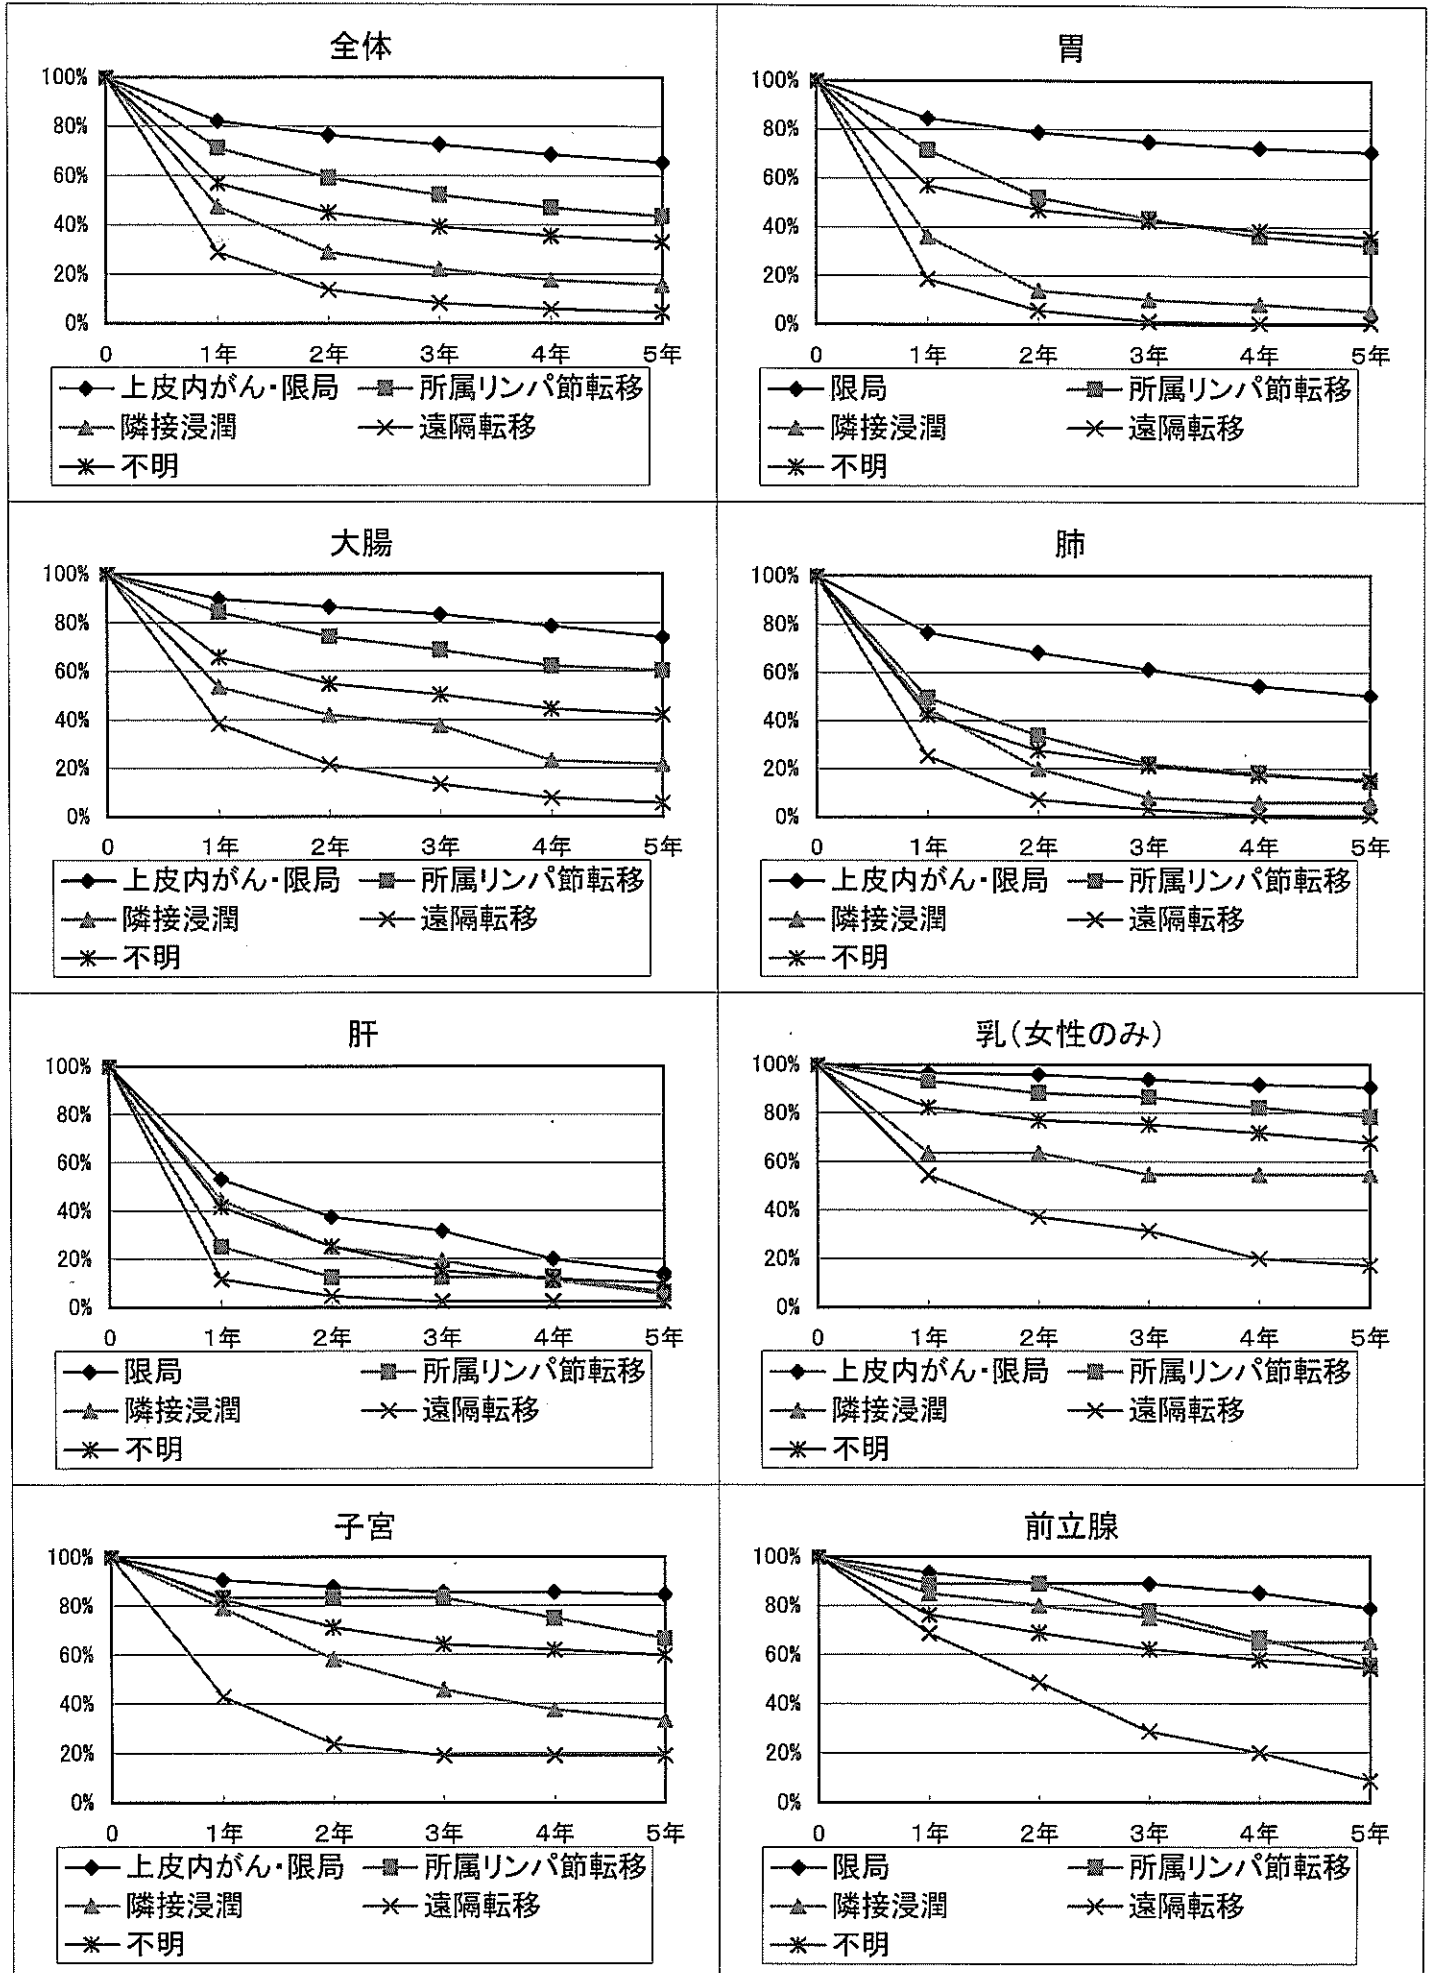 全体
100%
80%
60%
40%
20%
0%
0 1年 2年 3年 4年 5年
上皮内がん・限局 所属リンパ節転移
隣接浸潤 遠隔転移
不明
胃
100%
80%
60%
40%
20%
0%
0 1年 2年 3年 4年 5年
限局 所属リンパ節転移
隣接浸潤 遠隔転移
不明
大腸
100%
80%
60%
40%
20%
0%
0 1年 2年 3年 4年 5年
上皮内がん・限局 所属リンパ節転移
隣接浸潤 遠隔転移
不明
肺
100%
80%
60%
40%
20%
0%
0 1年 2年 3年 4年 5年
上皮内がん・限局 所属リンパ節転移
隣接浸潤 遠隔転移
不明
肝
100%
80%
60%
40%
20%
0%
0 1年 2年 3年 4年 5年
限局 所属リンパ節転移
隣接浸潤 遠隔転移
不明
乳(女性のみ)
100%
80%
60%
40%
20%
0%
0 1年 2年 3年 4年 5年
上皮内がん・限局 所属リンパ節転移
隣接浸潤 遠隔転移
不明
子宮
100%
80%
60%
40%
20%
0%
0 1年 2年 3年 4年 5年
上皮内がん・限局 所属リンパ節転移
隣接浸潤 遠隔転移
不明
前立腺
100%
80%
60%
40%
20%
0%
0 1年 2年 3年 4年 5年
限局 所属リンパ節転移
隣接浸潤 遠隔転移
不明